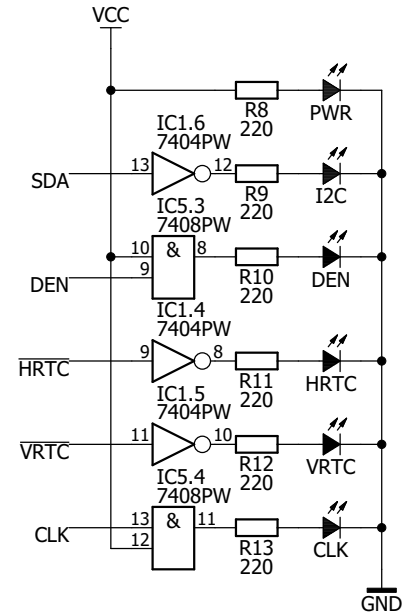 VCC
R8
220
PWR
IC1.6
7404PW
SDA
13
12
R9
220
I2C
IC5.3
7408PW
10
&
8
9
DEN
R10
220
DEN
IC1.4
7404PW
HRTC
9
8
R11
220
HRTC
IC1.5
7404PW
VRTC
11
10
R12
220
VRTC
IC5.4
7408PW
CLK
13
&
11
12
R13
220
CLK
GND